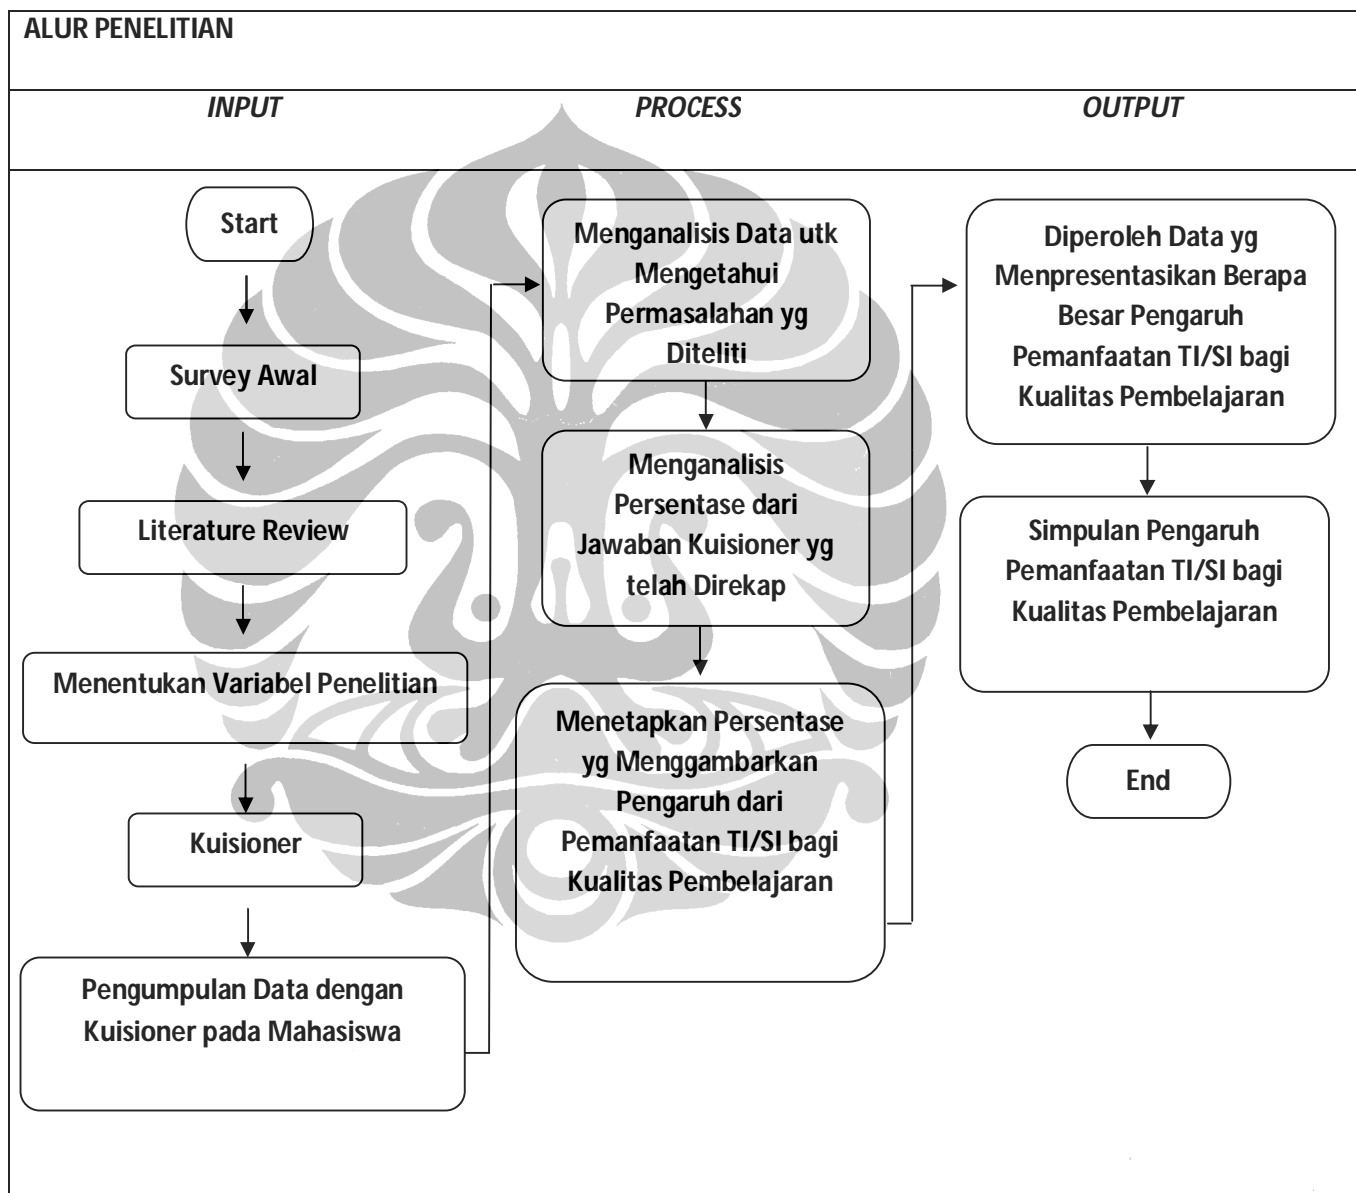 ALUR PENELITIAN
INPUT
PROCESS
OUTPUT
Start
Survey Awal
Literature Review
Menentukan Variabel Penelitian
Kuisioner
Pengumpulan Data dengan
Kuisioner pada Mahasiswa
Menganalisis Data utk
Mengetahui
Permasalahan yg
Diteliti
Menganalisis
Persentase dari
Jawaban Kuisioner yg
telah Direkap
Menetapkan Persentase
yg Menggambarkan
Pengaruh dari
Pemanfaatan TI/SI bagi
Kualitas Pembelajaran
Diperoleh Data yg
Menpresentasikan Berapa
Besar Pengaruh
Pemanfaatan TI/SI bagi
Kualitas Pembelajaran
Simpulan Pengaruh
Pemanfaatan TI/SI bagi
Kualitas Pembelajaran
End